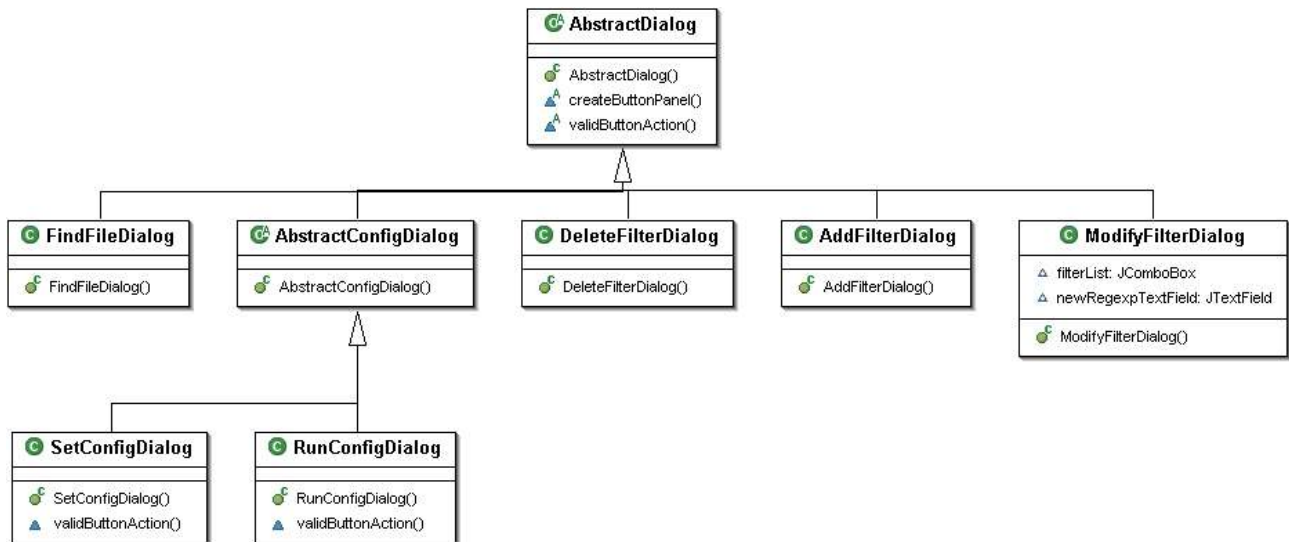 AbstractDialog
AbstractDialog()
createButtonPanel()
validButtonAction()
FindFileDialog
FindFileDialog()
AbstractConfigDialog
AbstractConfigDialog()
DeleteFilterDialog
DeleteFilterDialog()
AddFilterDialog
AddFilterDialog()
ModifyFilterDialog
filterList: JComboBox
newRegexpTextField: JTextField
ModifyFilterDialog()
SetConfigDialog
SetConfigDialog()
validButtonAction()
RunConfigDialog
RunConfigDialog()
validButtonAction()